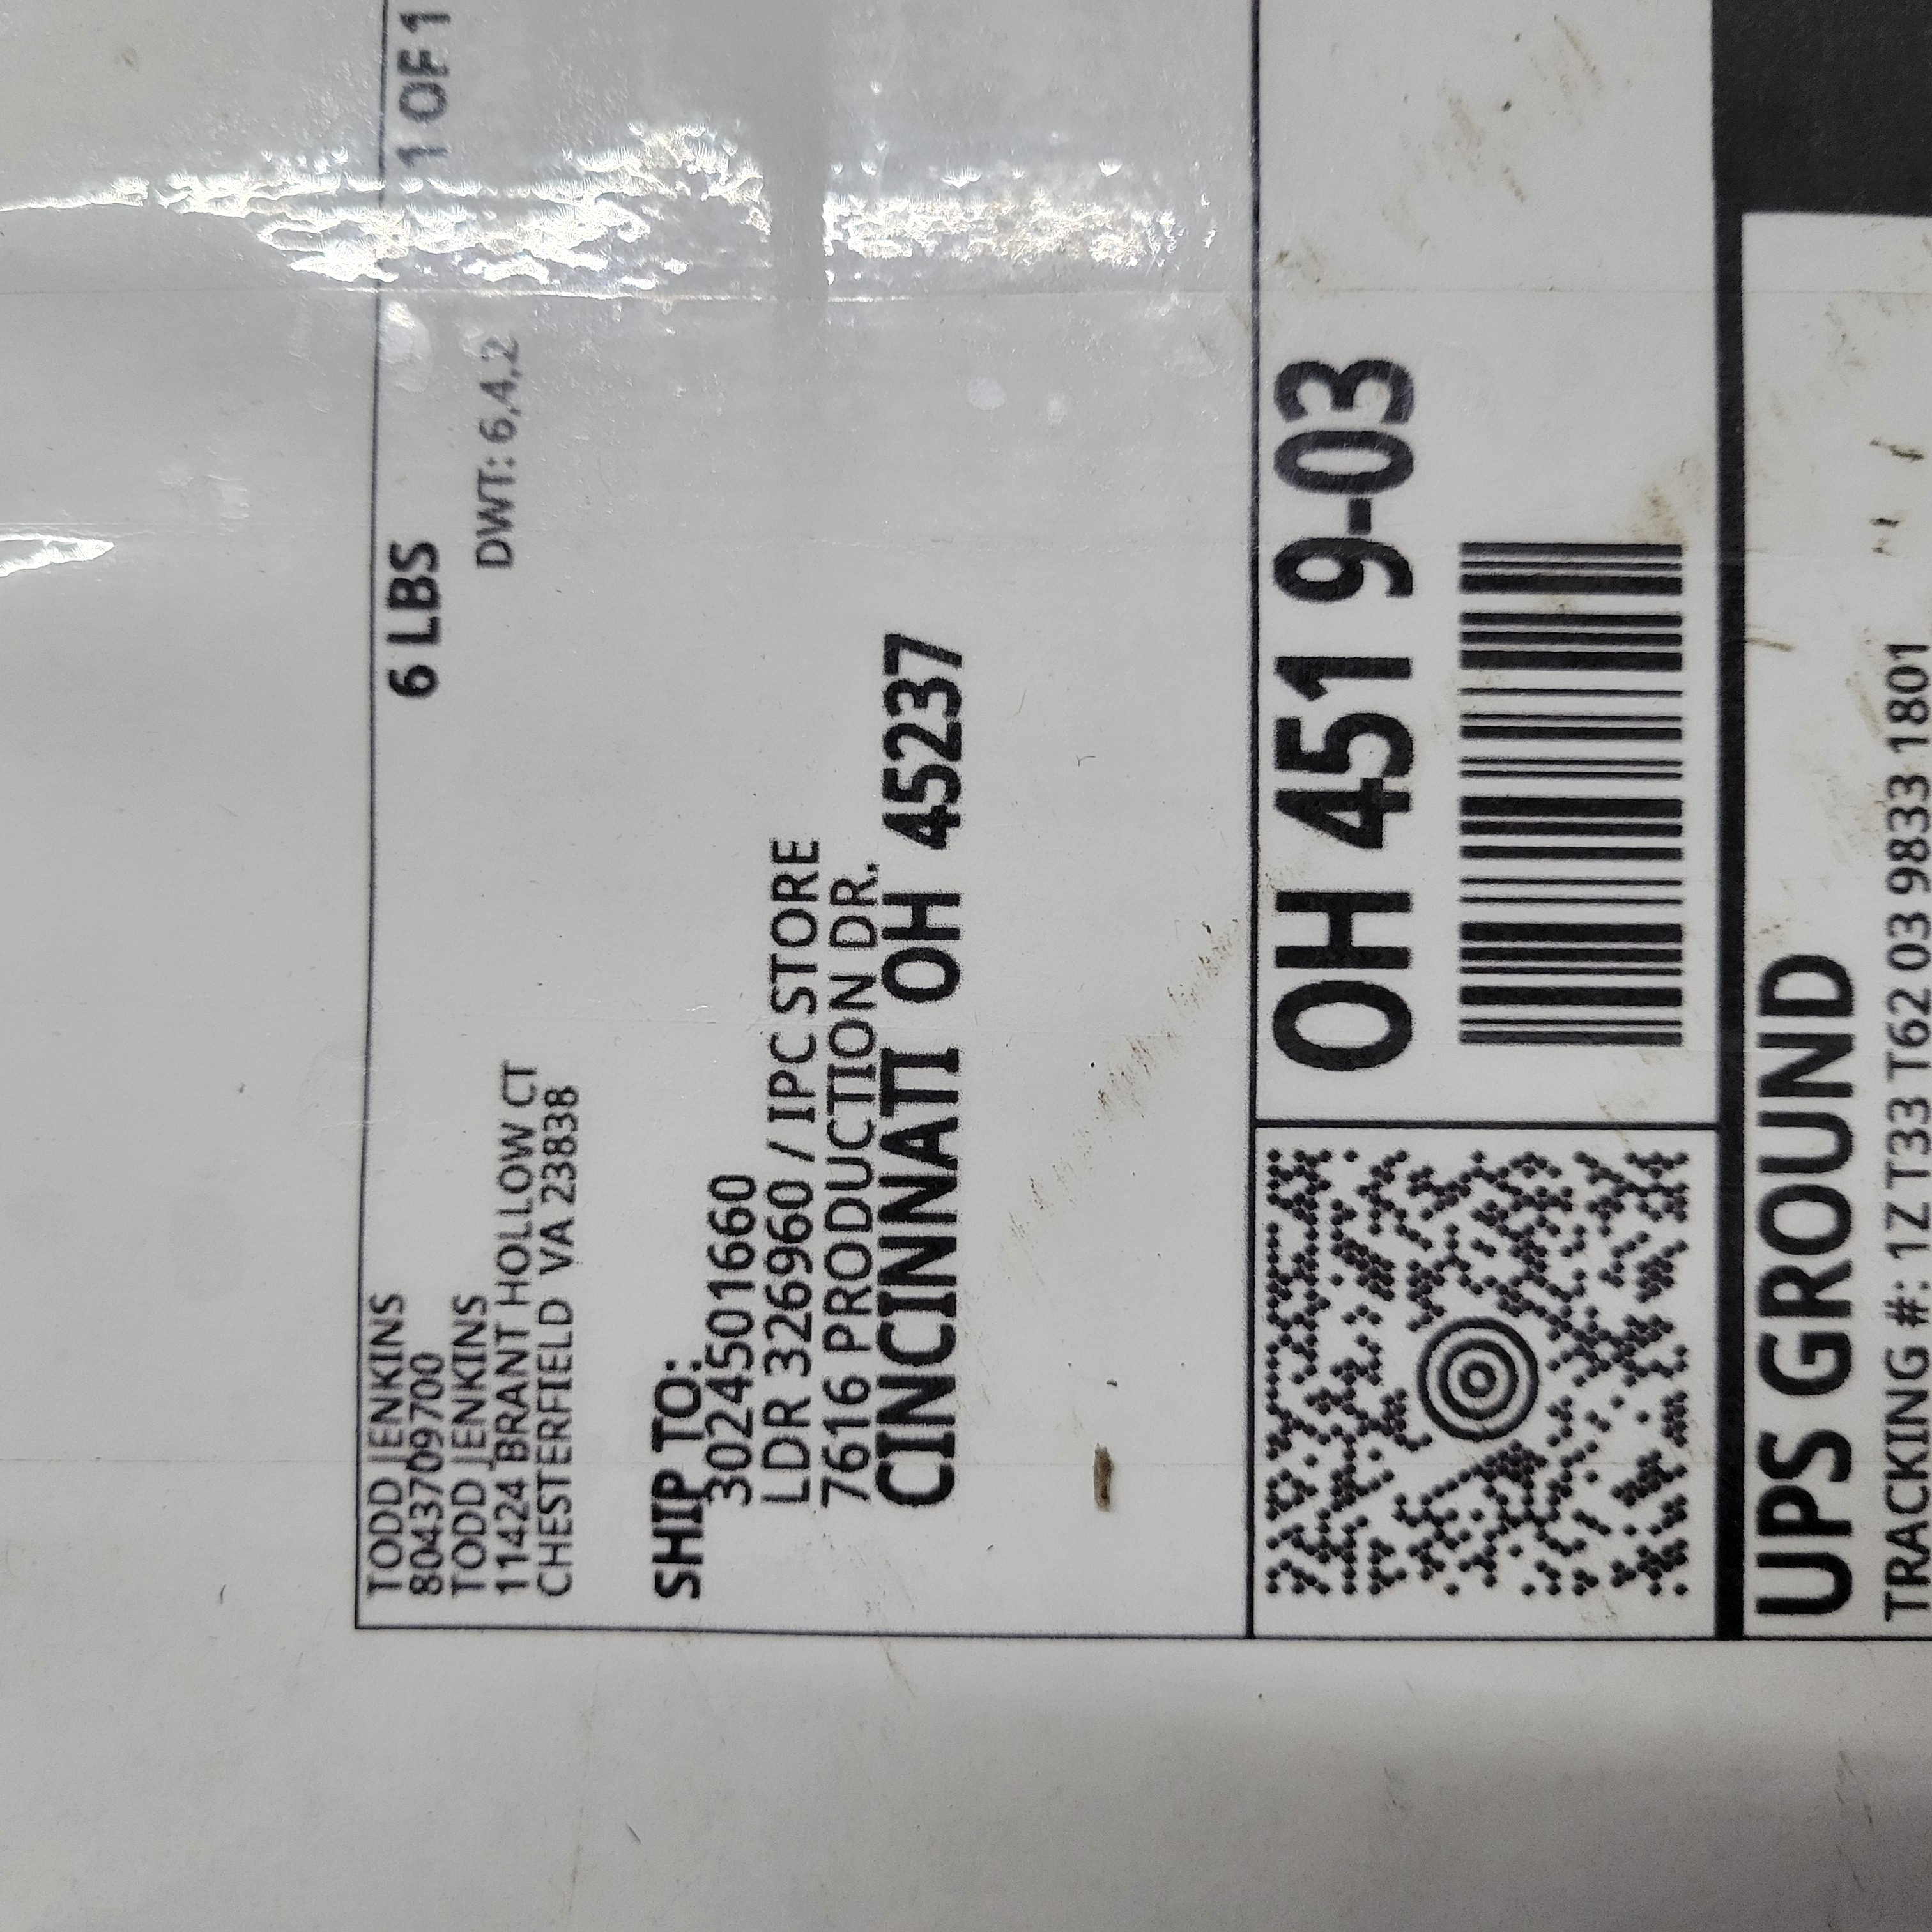 TODD JENKINS
8043709700
TODD JENKINS
11424 BRANT HOLLOW CT
CHESTERFIELD VA 23838
6 LBS
1 OF 1
DWT: 6,4,2
SHIP TO:
3024501660
LDR 326960 / IPC STORE
7616 PRODUCTION DR.
CINCINNATI OH 45237
OH 451 9-03
UPS GROUND
TRACKING #: 1Z T33 T62 03 9833 1801